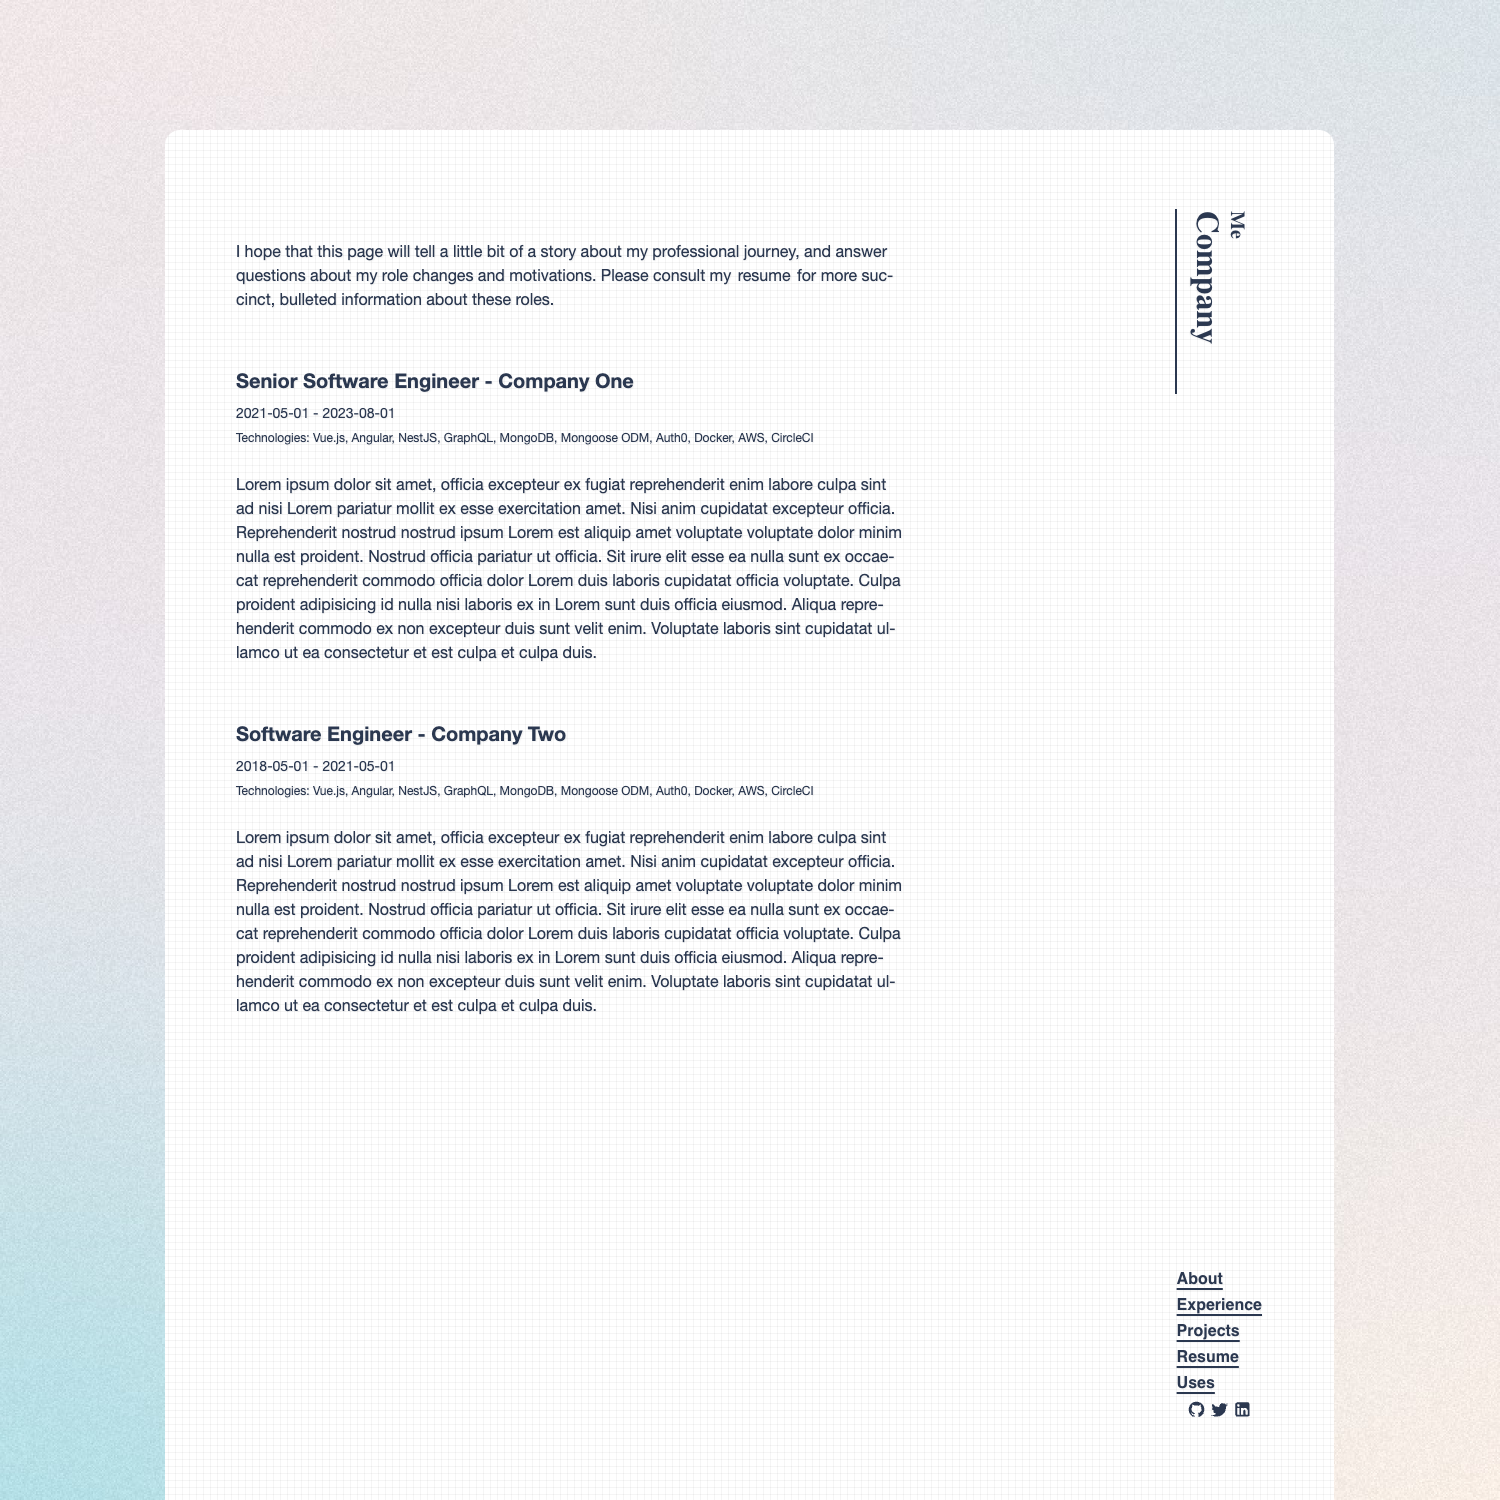 I hope that this page will tell a little bit of a story about my professional journey, and answer
questions about my role changes and motivations. Please consult my resume for more suc-
cinct, bulleted information about these roles.
Senior Software Engineer - Company One
2021-05-01 - 2023-08-01
Technologies: Vue.js, Angular, NestJS, GraphQL, MongoDB, Mongoose ODM, Auth0, Docker, AWS, CircleCI
Lorem ipsum dolor sit amet, officia excepteur ex fugiat reprehenderit enim labore culpa sint
ad nisi Lorem pariatur mollit ex esse exercitation amet. Nisi anim cupidatat excepteur officia.
Reprehenderit nostrud nostrud ipsum Lorem est aliquip amet voluptate voluptate dolor minim
nulla est proident. Nostrud officia pariatur ut officia. Sit irure elit esse ea nulla sunt ex occae-
cat reprehenderit commodo officia dolor Lorem duis laboris cupidatat officia voluptate. Culpa
proident adipisicing id nulla nisi laboris ex in Lorem sunt duis officia eiusmod. Aliqua repre-
henderit commodo ex non excepteur duis sunt velit enim. Voluptate laboris sint cupidatat ul-
lamco ut ea consectetur et est culpa et culpa duis.
Software Engineer - Company Two
2018-05-01 - 2021-05-01
Technologies: Vue.js, Angular, NestJS, GraphQL, MongoDB, Mongoose ODM, Auth0, Docker, AWS, CircleCI
Lorem ipsum dolor sit amet, officia excepteur ex fugiat reprehenderit enim labore culpa sint
ad nisi Lorem pariatur mollit ex esse exercitation amet. Nisi anim cupidatat excepteur officia.
Reprehenderit nostrud nostrud ipsum Lorem est aliquip amet voluptate voluptate dolor minim
nulla est proident. Nostrud officia pariatur ut officia. Sit irure elit esse ea nulla sunt ex occae-
cat reprehenderit commodo officia dolor Lorem duis laboris cupidatat officia voluptate. Culpa
proident adipisicing id nulla nisi laboris ex in Lorem sunt duis officia eiusmod. Aliqua repre-
henderit commodo ex non excepteur duis sunt velit enim. Voluptate laboris sint cupidatat ul-
lamco ut ea consectetur et est culpa et culpa duis.
Me
Company
About
Experience
Projects
Resume
Uses